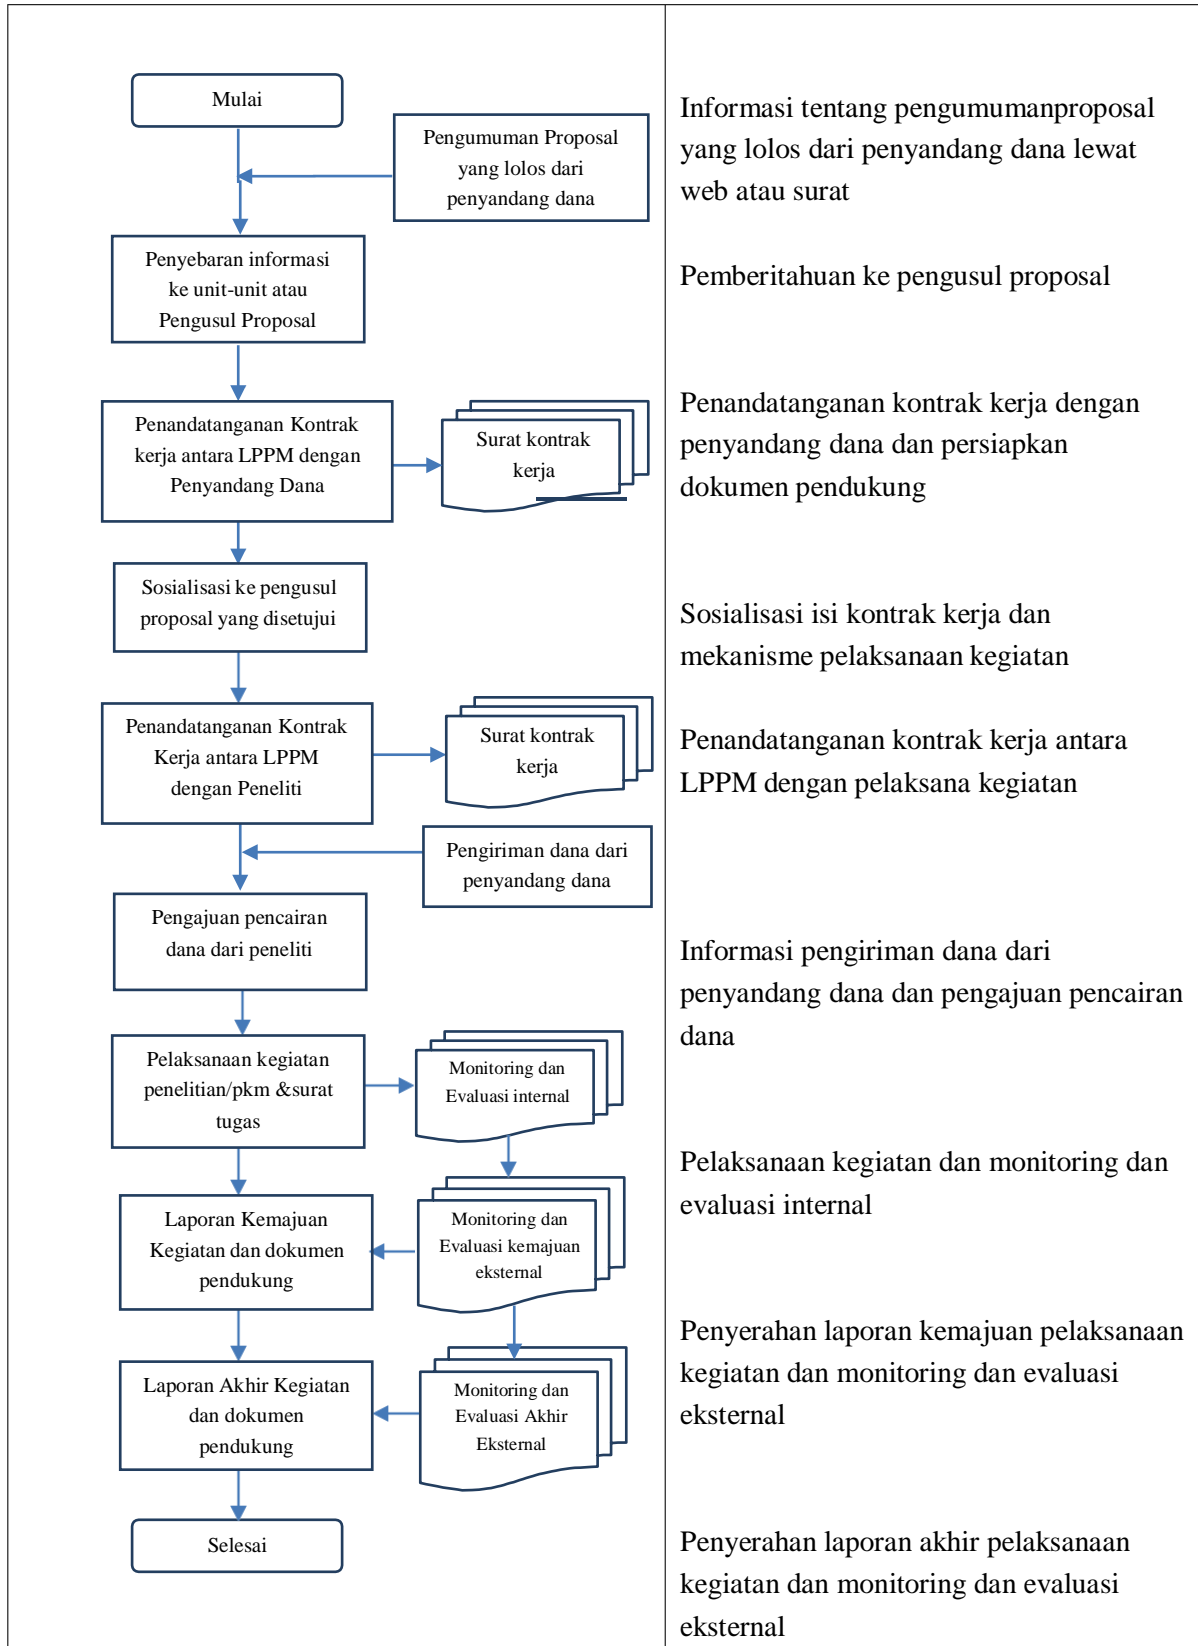 Mulai
Pengumuman Proposal
yang lolos dari
penyandang dana
Penyebaran informasi
ke unit-unit atau
Pengusul Proposal
Penandatanganan Kontrak
kerja antara LPPM dengan
Penyandang Dana
Surat kontrak
kerja
Sosialisasi ke pengusul
proposal yang disetujui
Penandatanganan Kontrak
Kerja antara LPPM
dengan Peneliti
Surat kontrak
kerja
Pengiriman dana dari
penyandang dana
Pengajuan pencairan
dana dari peneliti
Pelaksanaan kegiatan
penelitian/pkm &surat
tugas
Monitoring dan
Evaluasi internal
Laporan Kemajuan
Kegiatan dan dokumen
pendukung
Monitoring dan
Evaluasi kemajuan
eksternal
Laporan Akhir Kegiatan
dan dokumen
pendukung
Monitoring dan
Evaluasi Akhir
Eksternal
Selesai
Informasi tentang pengumumanproposal
yang lolos dari penyandang dana lewat
web atau surat
Pemberitahuan ke pengusul proposal
Penandatanganan kontrak kerja dengan
penyandang dana dan persiapkan
dokumen pendukung
Sosialisasi isi kontrak kerja dan
mekanisme pelaksanaan kegiatan
Penandatanganan kontrak kerja antara
LPPM dengan pelaksana kegiatan
Informasi pengiriman dana dari
penyandang dana dan pengajuan pencairan
dana
Pelaksanaan kegiatan dan monitoring dan
evaluasi internal
Penyerahan laporan kemajuan pelaksanaan
kegiatan dan monitoring dan evaluasi
eksternal
Penyerahan laporan akhir pelaksanaan
kegiatan dan monitoring dan evaluasi
eksternal